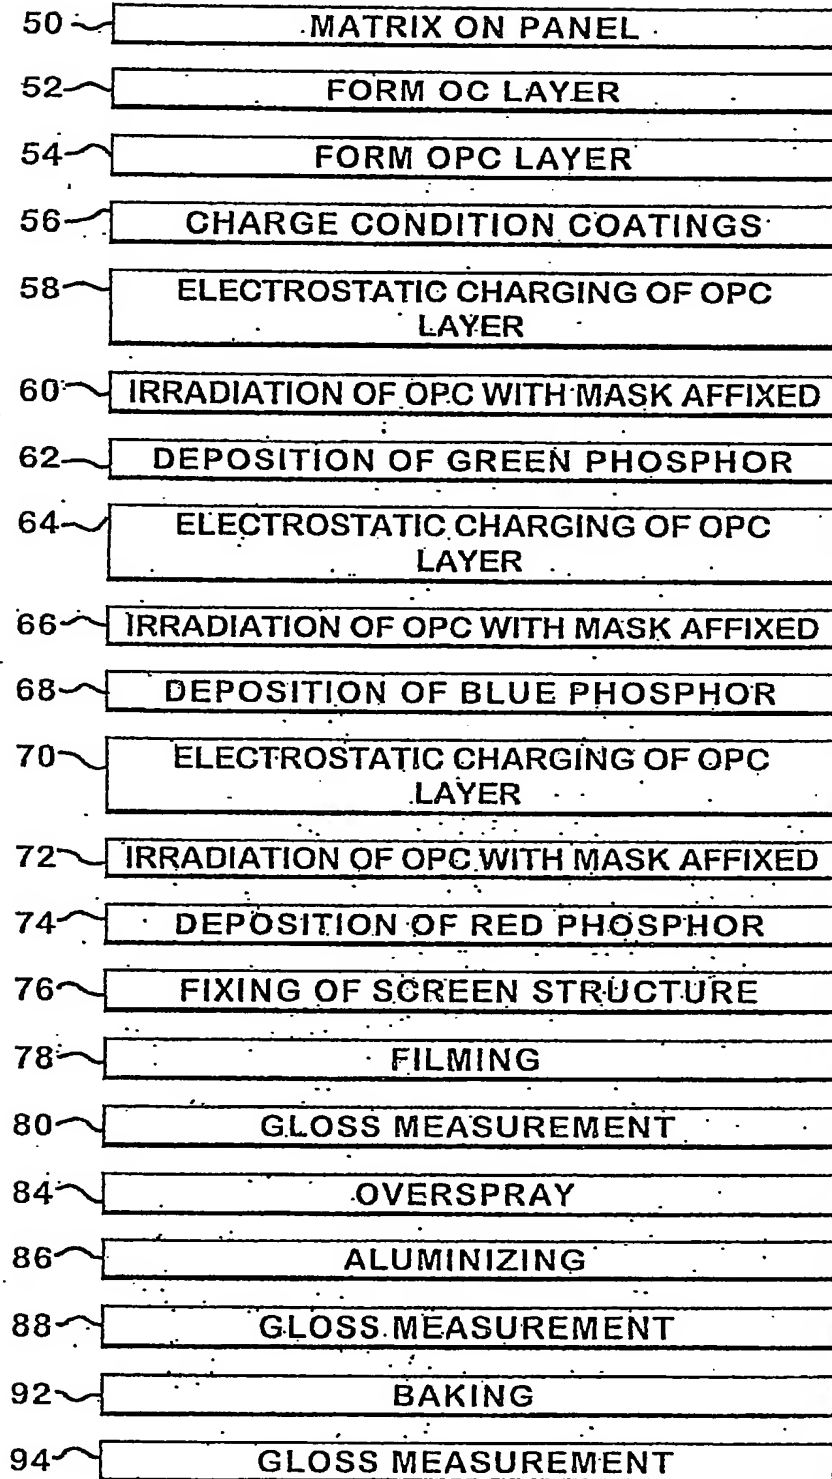 50 MATRIX ON PANEL
52 FORM OC LAYER
54 FORM OPC LAYER
56 CHARGE CONDITION COATINGS
58 ELECTROSTATIC CHARGING OF OPC
LAYER
60 IRRADIATION OF OPC WITH MASK AFFIXED
62 DEPOSITION OF GREEN PHOSPHOR
64 ELECTROSTATIC CHARGING OF OPC
LAYER
66 IRRADIATION OF OPC WITH MASK AFFIXED
68 DEPOSITION OF BLUE PHOSPHOR
70 ELECTROSTATIC CHARGING OF OPC
LAYER
72 IRRADIATION OF OPC WITH MASK AFFIXED
74 DEPOSITION OF RED PHOSPHOR
76 FIXING OF SCREEN STRUCTURE
78 FILMING
80 GLOSS MEASUREMENT
84 OVERSPRAY
86 ALUMINIZING
88 GLOSS MEASUREMENT
92 BAKING
94 GLOSS MEASUREMENT